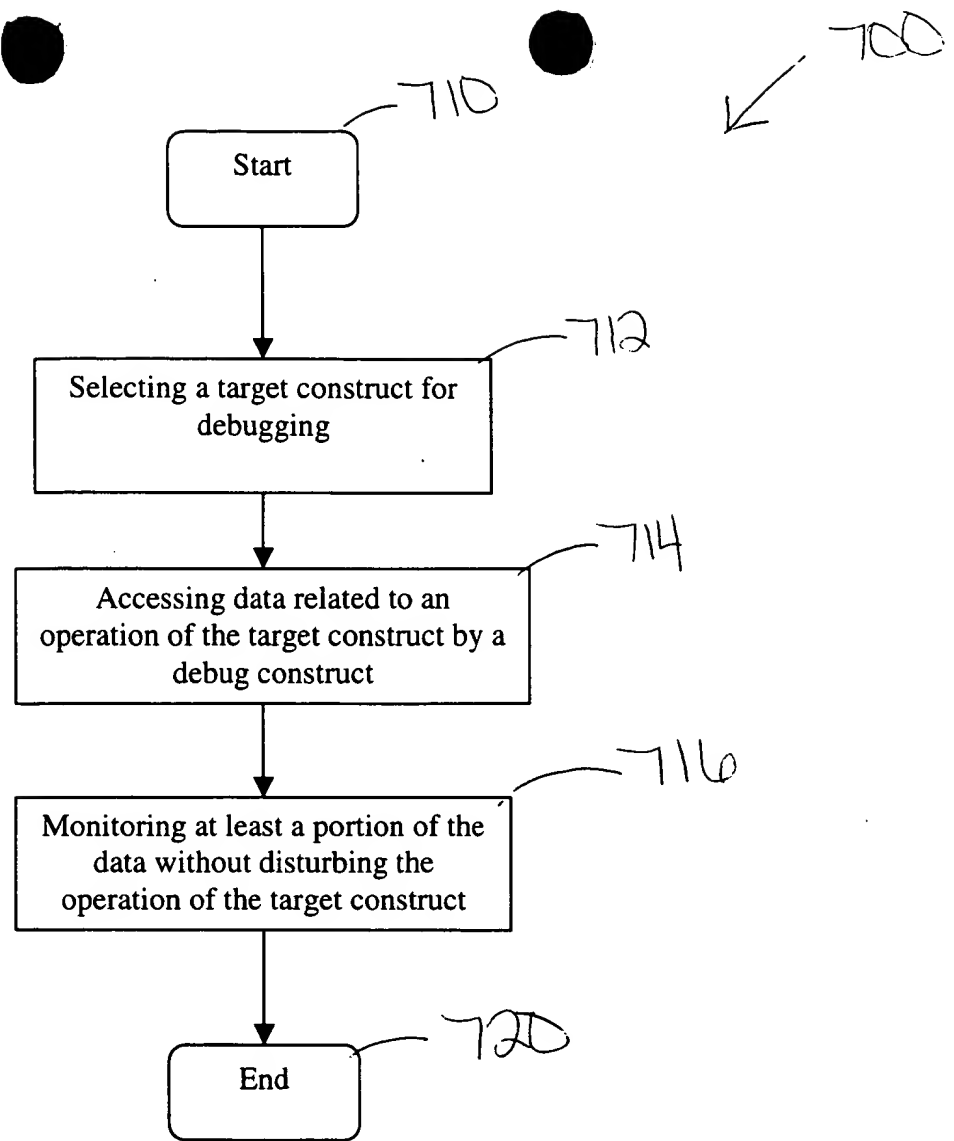 700
710
Start
712
Selecting a target construct for
debugging
714
Accessing data related to an
operation of the target construct by a
debug construct
716
Monitoring at least a portion of the
data without disturbing the
operation of the target construct
720
End